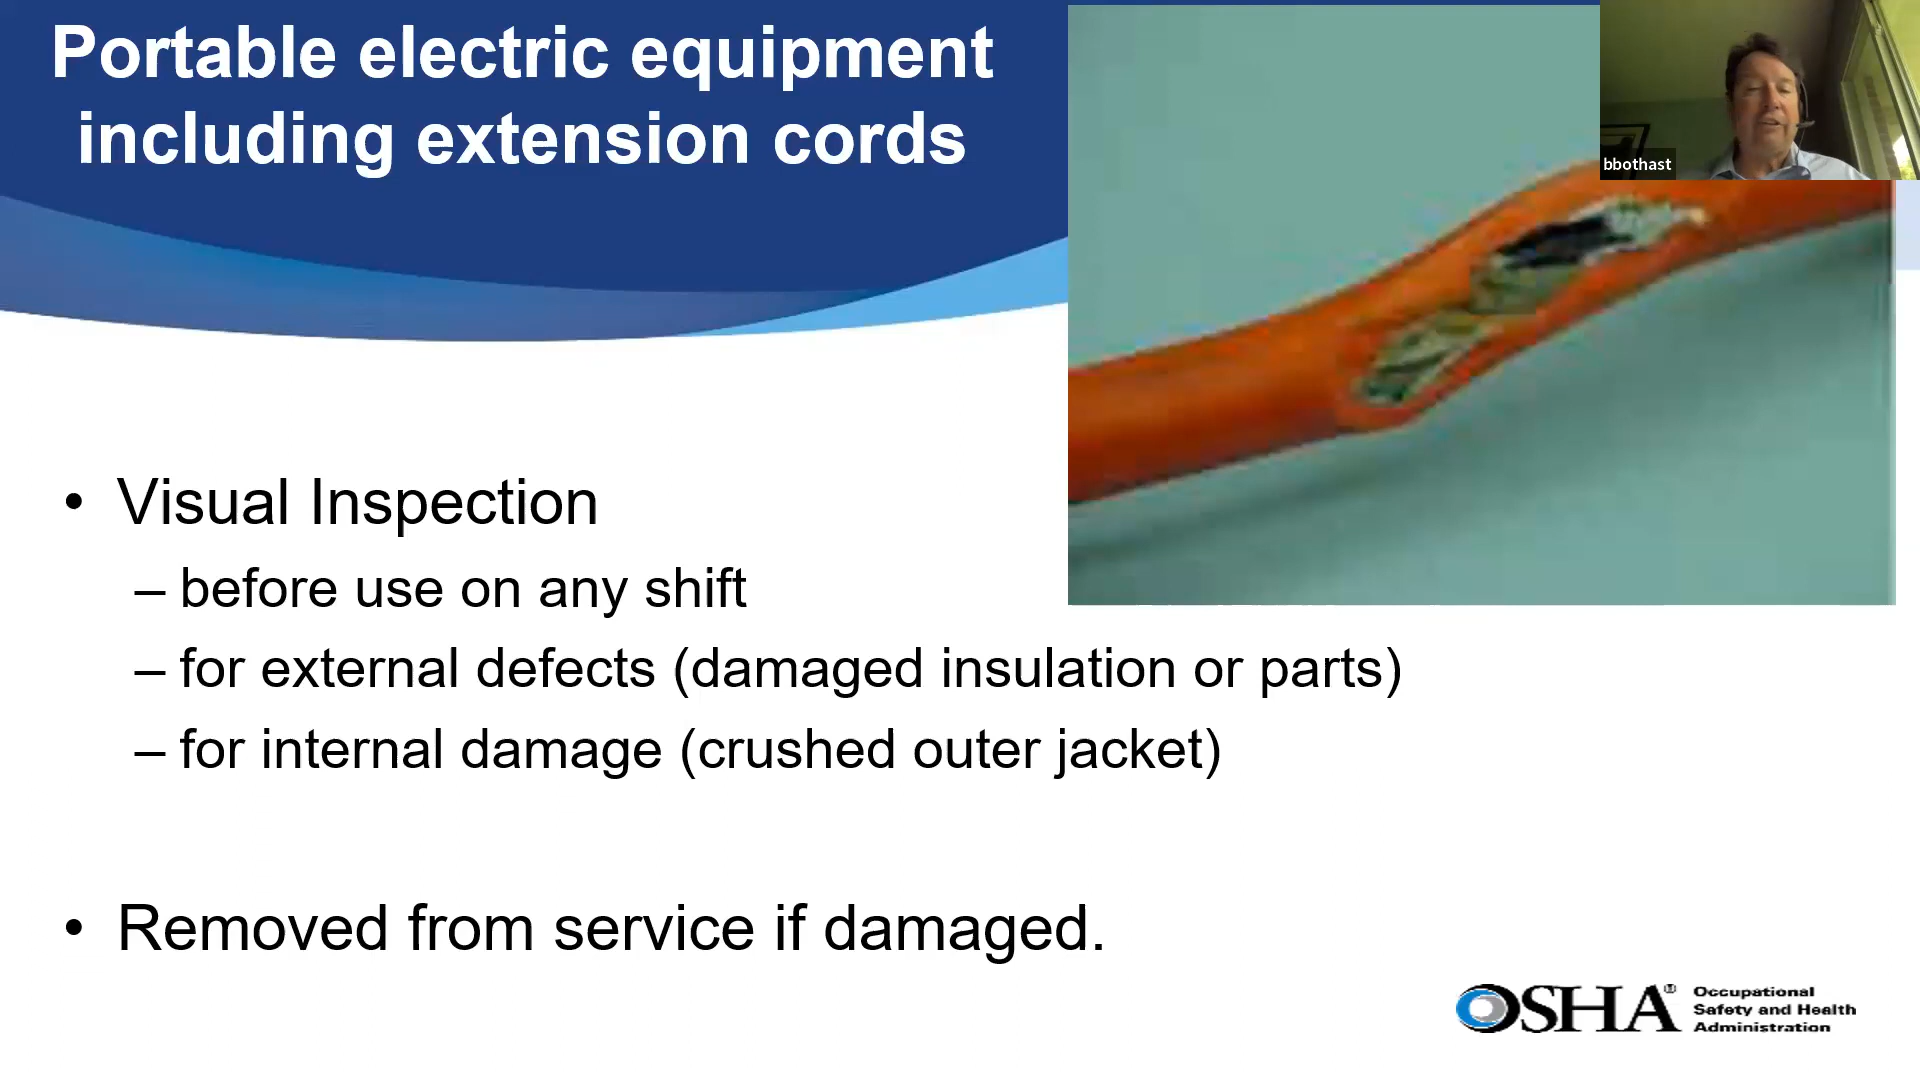 Portable electric equipment
including extension cords
bbothast
• Visual Inspection
– before use on any shift
– for external defects (damaged insulation or parts)
– for internal damage (crushed outer jacket)
• Removed from service if damaged.
OSHA®
Occupational
Safety and Health
Administration